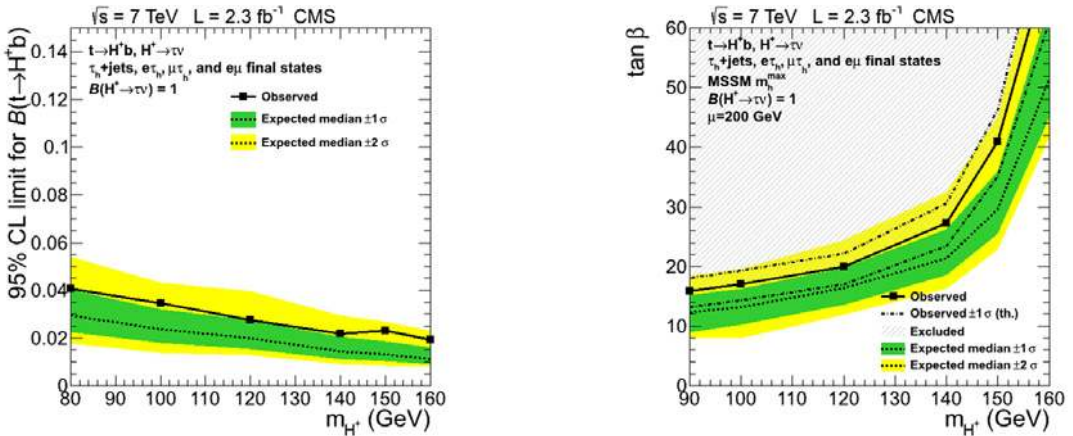 √s = 7 TeV L = 2.3 fb⁻¹ CMS
95% CL limit for B(t→H⁺b)
0.14
0.12
0.1
0.08
0.06
0.04
0.02
0
t→H⁺b, H⁺→τν
τₕ+jets, eτₕ, μτₕ, and eμ final states
B(H⁺→τν) = 1
Observed
Expected median ±1 σ
Expected median ±2 σ
80 90 100 110 120 130 140 150 160
m_H⁺ (GeV)
√s = 7 TeV L = 2.3 fb⁻¹ CMS
tan β
60
50
40
30
20
10
0
t→H⁺b, H⁺→τν
τₕ+jets, eτₕ, μτₕ, and eμ final states
MSSM mₕᵐᵃˣ
B(H⁺→τν) = 1
μ=200 GeV
Observed
Observed ±1 σ (th.)
Excluded
Expected median ±1 σ
Expected median ±2 σ
90 100 110 120 130 140 150 160
m_H⁺ (GeV)